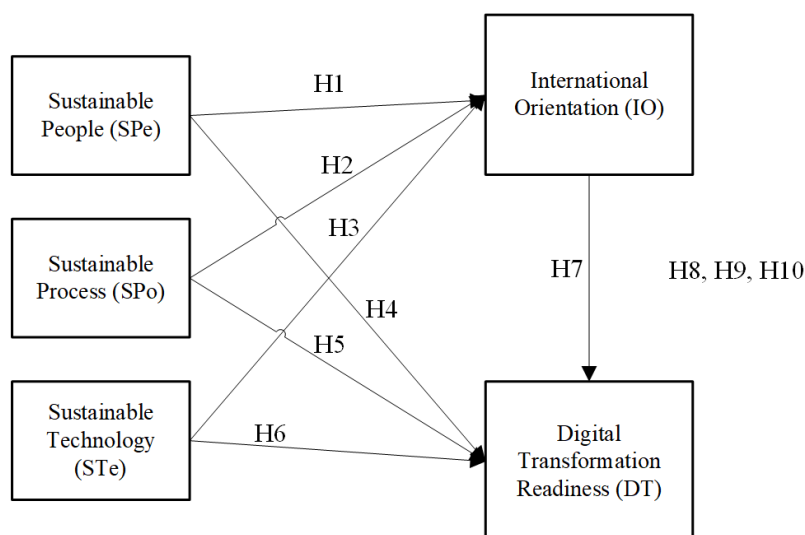 Sustainable
People (SPe)
H1
International
Orientation (IO)
H2
Sustainable
Process (SPo)
H3
H7
H8, H9, H10
H4
H5
Sustainable
Technology
(STe)
H6
Digital
Transformation
Readiness (DT)